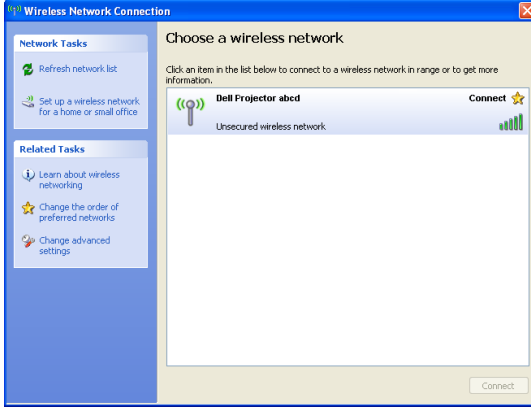 Wireless Network Connection
Network Tasks
Refresh network list
Set up a wireless network
for a home or small office
Related Tasks
Learn about wireless
networking
Change the order of
preferred networks
Change advanced
settings
Choose a wireless network
Click an item in the list below to connect to a wireless network in range or to get more
information.
Dell Projector abcd
Connect
Unsecured wireless network
Connect